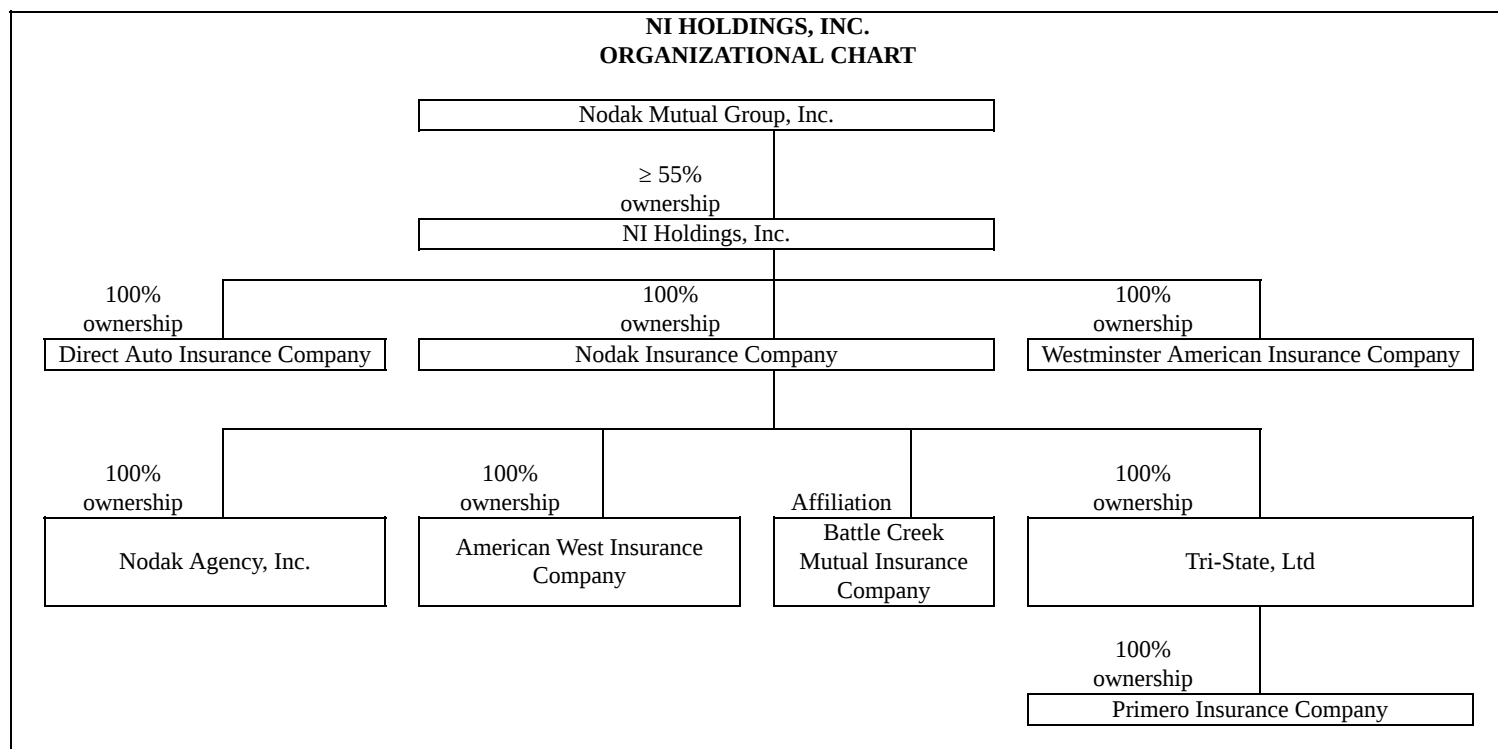 NI HOLDINGS, INC.
ORGANIZATIONAL CHART
Nodak Mutual Group, Inc.
≥ 55%
ownership
NI Holdings, Inc.
100%
ownership
Direct Auto Insurance Company
100%
ownership
Nodak Insurance Company
100%
ownership
Westminster American Insurance Company
100%
ownership
Nodak Agency, Inc.
100%
ownership
American West Insurance
Company
Affiliation
Battle Creek
Mutual Insurance
Company
100%
ownership
Tri-State, Ltd
100%
ownership
Primero Insurance Company